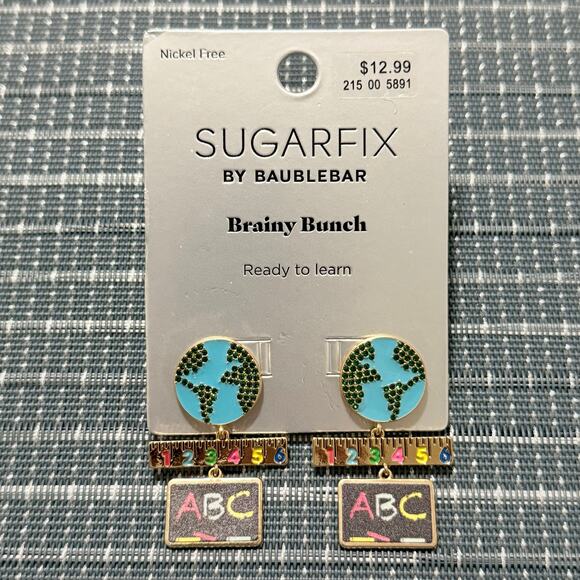 Nickel Free
$12.99
215 00 5891
SUGARFIX
BY BAUBLEBAR
Brainy Bunch
Ready to learn
1 2 3 4 5 6
1 2 3 4 5 6
ABC
ABC